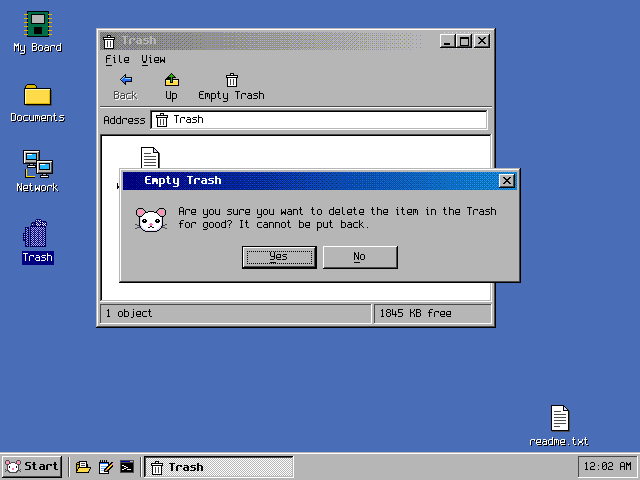 My Board
Documents
Network
Trash
Trash
File View
Back Up Empty Trash
Address Trash
Empty Trash
Are you sure you want to delete the item in the Trash
for good? It cannot be put back.
Yes No
1 object 1845 KB free
readme.txt
Start Trash 12:02 AM